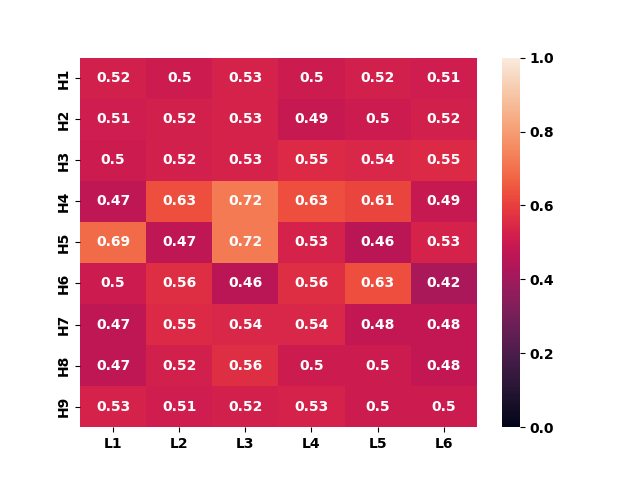 H1 0.52 0.5 0.53 0.5 0.52 0.51
H2 0.51 0.52 0.53 0.49 0.5 0.52
H3 0.5 0.52 0.53 0.55 0.54 0.55
H4 0.47 0.63 0.72 0.63 0.61 0.49
H5 0.69 0.47 0.72 0.53 0.46 0.53
H6 0.5 0.56 0.46 0.56 0.63 0.42
H7 0.47 0.55 0.54 0.54 0.48 0.48
H8 0.47 0.52 0.56 0.5 0.5 0.48
H9 0.53 0.51 0.52 0.53 0.5 0.5
L1 L2 L3 L4 L5 L6
1.0
0.8
0.6
0.4
0.2
0.0